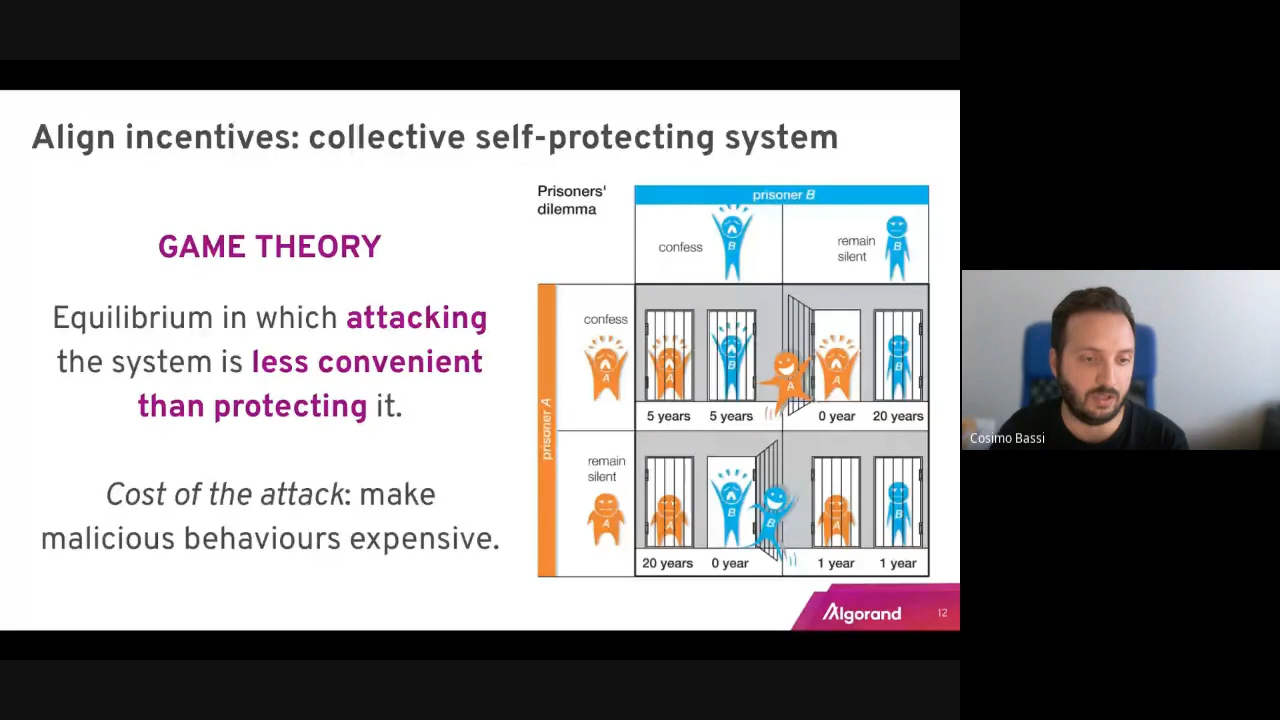 Align incentives: collective self-protecting system
GAME THEORY
Equilibrium in which attacking
the system is less convenient
than protecting it.
Cost of the attack: make
malicious behaviours expensive.
Prisoners'
dilemma
prisoner B
confess
B
remain
silent
B
prisoner A
confess
A
A
B
A
A
B
5 years
5 years
0 year
20 years
remain
silent
A
A
B
B
A
B
20 years
0 year
1 year
1 year
Algorand
12
Cosimo Bassi